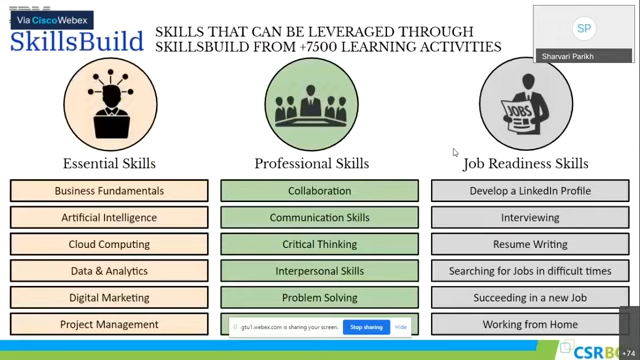 Via Cisco Webex
SkillsBuild
SKILLS THAT CAN BE LEVERAGED THROUGH
SKILLSBUILD FROM +7500 LEARNING ACTIVITIES
SP
Sharvari Parikh
JOBS
Essential Skills
Professional Skills
Job Readiness Skills
Business Fundamentals
Collaboration
Develop a LinkedIn Profile
Artificial Intelligence
Communication Skills
Interviewing
Cloud Computing
Critical Thinking
Resume Writing
Data & Analytics
Interpersonal Skills
Searching for Jobs in difficult times
Digital Marketing
Problem Solving
Succeeding in a new Job
Project Management
gtu1.webex.com is sharing your screen.
Stop sharing
Hide
Working from Home
CSRB
+74